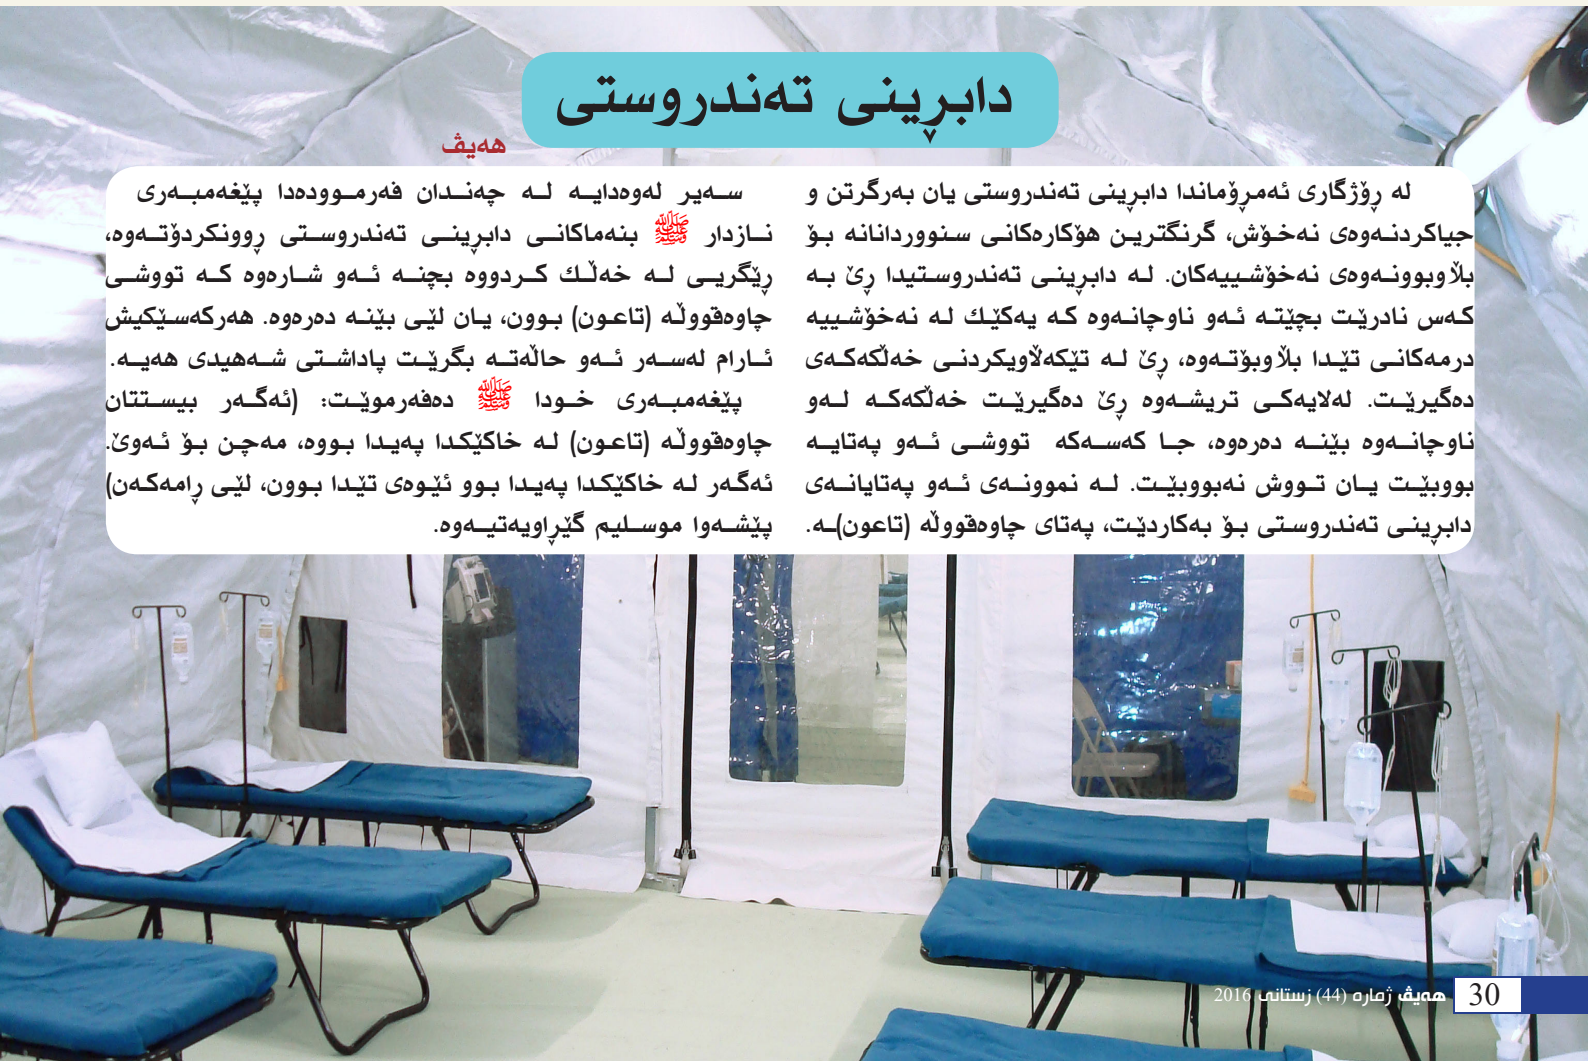 دابڕینی تەندروستی
هەیڤ
لە ڕۆژگاری ئەمڕۆماندا دابڕینی تەندروستی یان بەرگرتن و
جیاکردنەوەی نەخۆش، گرنگترین هۆکارەکانی سنووردانانە بۆ
بڵاوبوونەوەی نەخۆشییەکان. لە دابڕینی تەندروستیدا ڕێ بە
کەس نادرێت بچێتە ئەو ناوچانەوە کە یەکێك لە نەخۆشییە
درمەکانی تێدا بڵاوبۆتەوە، ڕێ لە تێکەڵاویکردنی خەڵکەکەی
دەگیرێت. لەلایەکی تریشەوە ڕێ دەگیرێت خەڵکەکە لەو
ناوچانەوە بێنە دەرەوە، جا کەسەکە تووشی ئەو پەتایە
بووبێت یان تووش نەبووبێت. لە نموونەی ئەو پەتایانەی
دابڕینی تەندروستی بۆ بەکاردێت، پەتای چاوەقووڵە (تاعون)ـە.
سەیر لەوەدایە لە چەندان فەرموودەدا پێغەمبەری
نازدار ﷺ بنەماکانی دابڕینی تەندروستی ڕوونکردۆتەوە،
ڕێگریی لە خەڵك کردووە بچنە ئەو شارەوە کە تووشی
چاوەقووڵە (تاعون) بوون، یان لێی بێنە دەرەوە. هەرکەسێکیش
ئارام لەسەر ئەو حاڵەتە بگرێت پاداشتی شەهیدی هەیە.
پێغەمبەری خودا ﷺ دەفەرموێت: (ئەگەر بیستتان
چاوەقووڵە (تاعون) لە خاکێکدا پەیدا بووە، مەچن بۆ ئەوێ.
ئەگەر لە خاکێکدا پەیدا بوو ئێوەی تێدا بوون، لێی ڕامەکەن)
پێشەوا موسلیم گێڕاویەتیەوە.
30 هەیڤ ژمارە (44) زستانی 2016